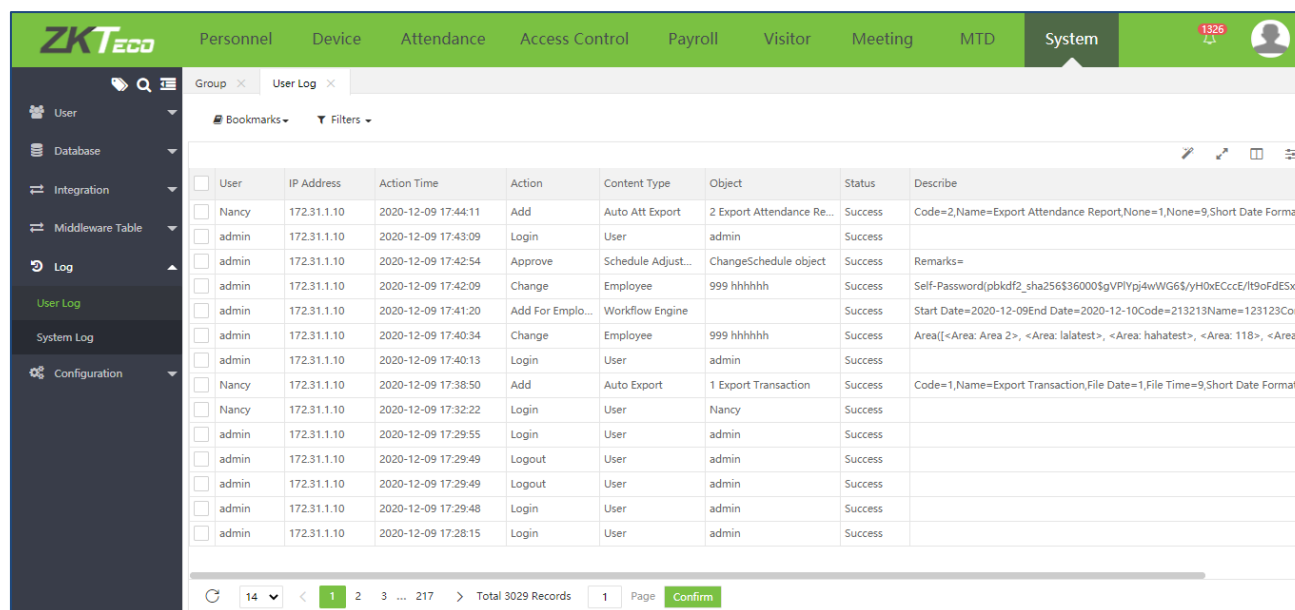 ZKTECO Personnel Device Attendance Access Control Payroll Visitor Meeting MTD System 1326
Group User Log
User
Database
Integration
Middleware Table
Log
User Log
System Log
Configuration
Bookmarks Filters
User IP Address Action Time Action Content Type Object Status Describe
Nancy 172.31.1.10 2020-12-09 17:44:11 Add Auto Att Export 2 Export Attendance Re... Success Code=2,Name=Export Attendance Report,None=1,None=9,Short Date Forma
admin 172.31.1.10 2020-12-09 17:43:09 Login User admin Success
admin 172.31.1.10 2020-12-09 17:42:54 Approve Schedule Adjust... ChangeSchedule object Success Remarks=
admin 172.31.1.10 2020-12-09 17:42:09 Change Employee 999 hhhhhh Success Self-Password(pbkdf2_sha256$36000$gVPlYpj4wWG6$/yH0xECccE/lt9oFdESx
admin 172.31.1.10 2020-12-09 17:41:20 Add For Emplo... Workflow Engine Success Start Date=2020-12-09End Date=2020-12-10Code=213213Name=123123Co
admin 172.31.1.10 2020-12-09 17:40:34 Change Employee 999 hhhhhh Success Area([<Area: Area 2>, <Area: lalatest>, <Area: hahatest>, <Area: 118>, <Area
admin 172.31.1.10 2020-12-09 17:40:13 Login User admin Success
Nancy 172.31.1.10 2020-12-09 17:38:50 Add Auto Export 1 Export Transaction Success Code=1,Name=Export Transaction,File Date=1,File Time=9,Short Date Format
Nancy 172.31.1.10 2020-12-09 17:32:22 Login User Nancy Success
admin 172.31.1.10 2020-12-09 17:29:55 Login User admin Success
admin 172.31.1.10 2020-12-09 17:29:49 Logout User admin Success
admin 172.31.1.10 2020-12-09 17:29:49 Logout User admin Success
admin 172.31.1.10 2020-12-09 17:29:48 Login User admin Success
admin 172.31.1.10 2020-12-09 17:28:15 Login User admin Success
14 < 1 2 3 ... 217 > Total 3029 Records 1 Page Confirm